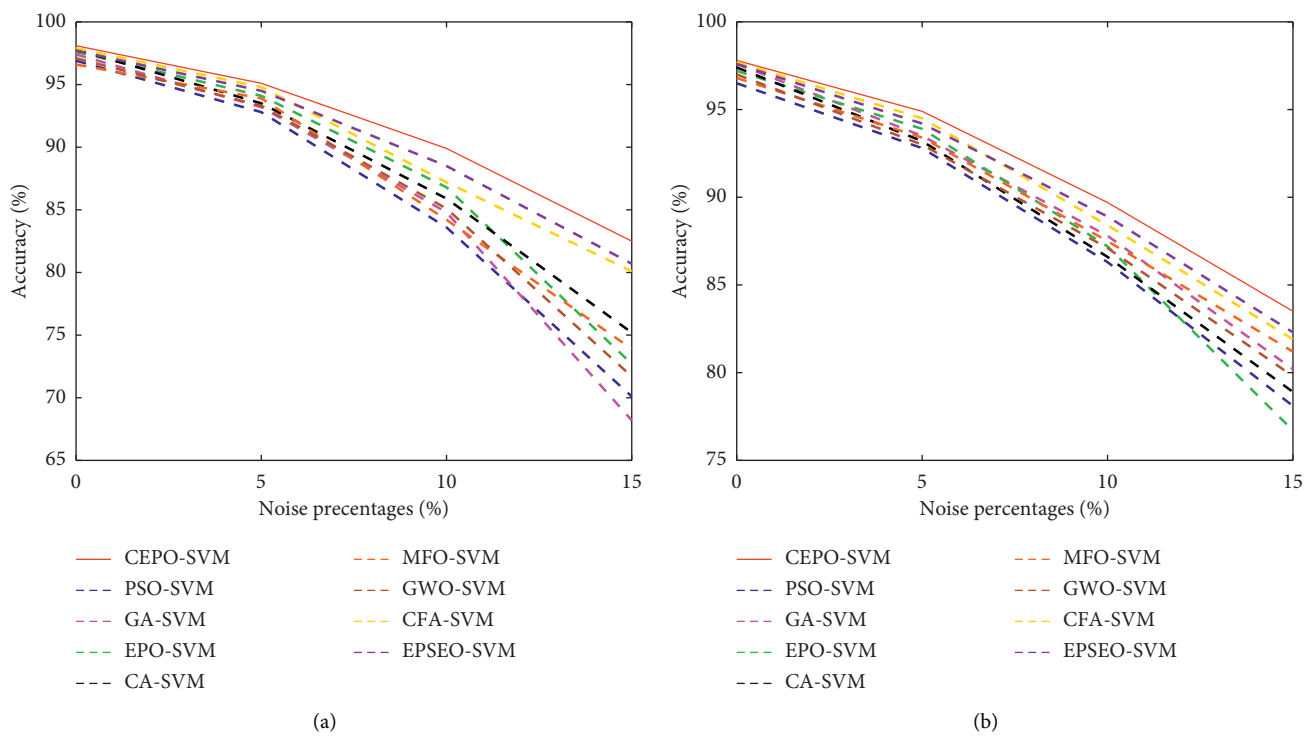 100
95
90
85
80
75
70
65
Accuracy (%)
0 5 10 15
Noise precentages (%)
CEPO-SVM
PSO-SVM
GA-SVM
EPO-SVM
CA-SVM
MFO-SVM
GWO-SVM
CFA-SVM
EPSEO-SVM
(a)
100
95
90
85
80
75
Accuracy (%)
0 5 10 15
Noise percentages (%)
CEPO-SVM
PSO-SVM
GA-SVM
EPO-SVM
CA-SVM
MFO-SVM
GWO-SVM
CFA-SVM
EPSEO-SVM
(b)